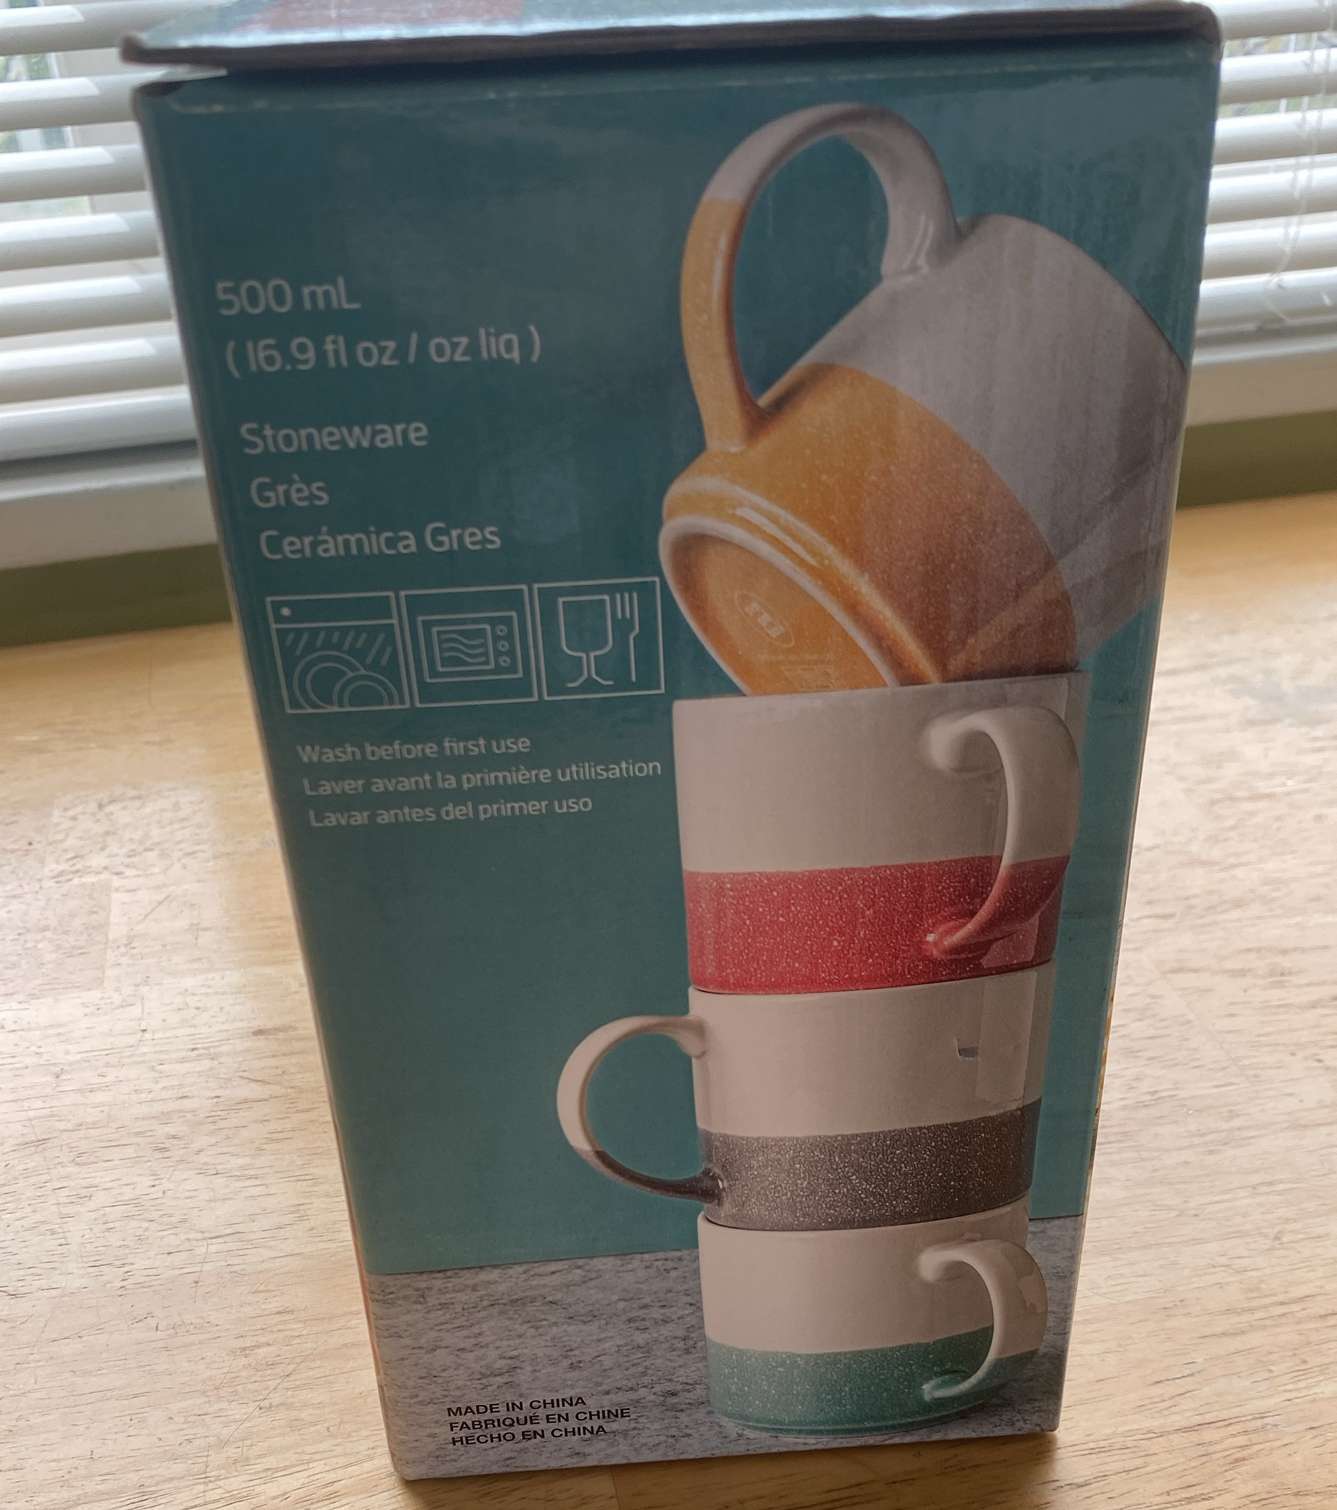 500 mL
( 16.9 fl oz / oz liq )
Stoneware
Grès
Cerámica Gres
Wash before first use
Laver avant la primière utilisation
Lavar antes del primer uso
MADE IN CHINA
FABRIQUÉ EN CHINE
HECHO EN CHINA